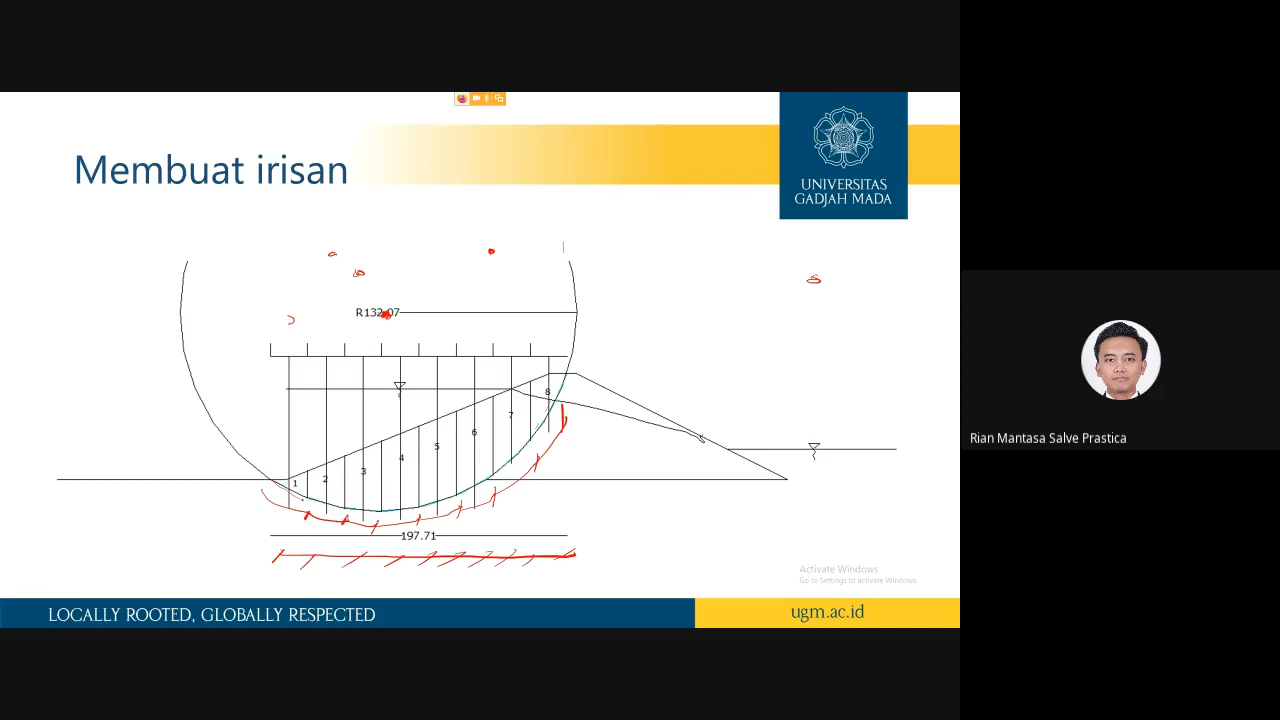 Membuat irisan
UNIVERSITAS
GADJAH MADA
R132.07
8
7
6
5
4
3
2
1
197.71
Activate Windows
Go to Settings to activate Windows.
LOCALLY ROOTED, GLOBALLY RESPECTED
ugm.ac.id
Rian Mantasa Salve Prastica